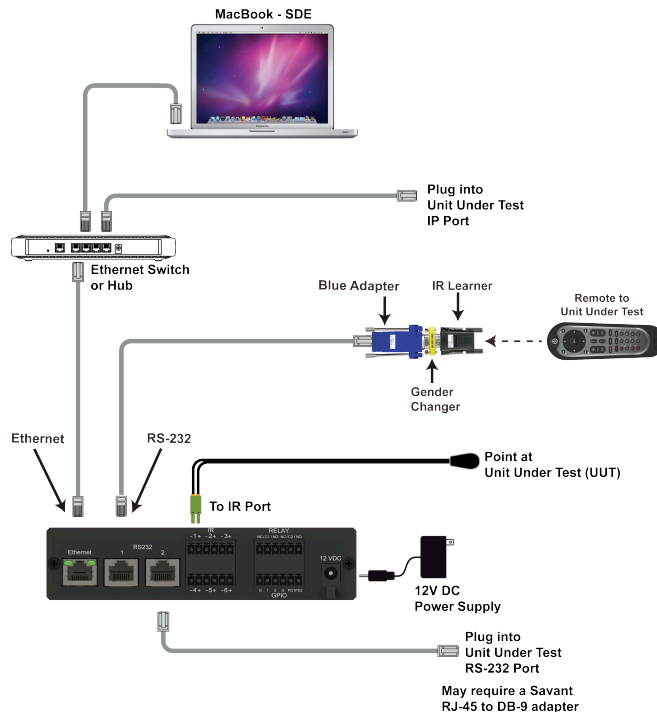 MacBook - SDE
Plug into
Unit Under Test
IP Port
Ethernet Switch
or Hub
Blue Adapter
IR Learner
Remote to
Unit Under Test
Gender
Changer
Ethernet
RS-232
Point at
Unit Under Test (UUT)
To IR Port
IR
RELAY
-1+ -2+ -3+
Ethernet
RS232
1
2
12 VDC
-4+ -5+ -6+
GPIO
12V DC
Power Supply
Plug into
Unit Under Test
RS-232 Port
May require a Savant
RJ-45 to DB-9 adapter